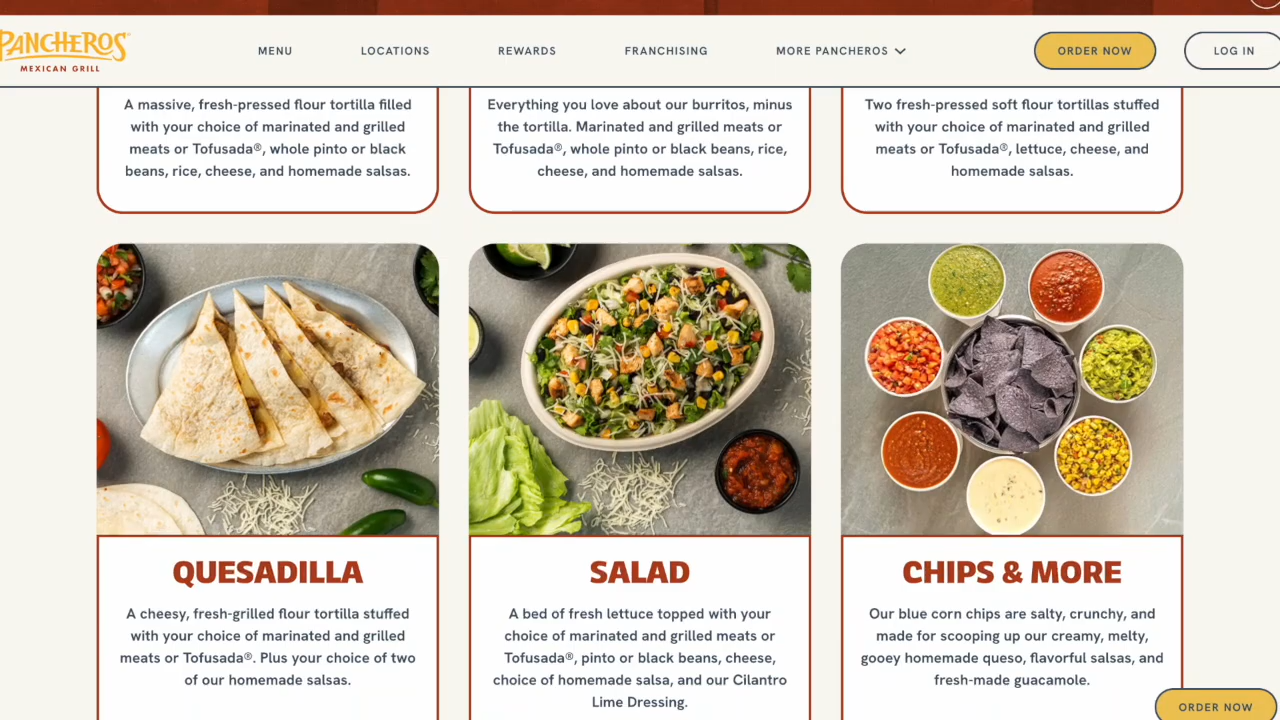 PANCHEROS®
MEXICAN GRILL
MENU
LOCATIONS
REWARDS
FRANCHISING
MORE PANCHEROS
ORDER NOW
LOG IN
A massive, fresh-pressed flour tortilla filled
with your choice of marinated and grilled
meats or Tofusada®, whole pinto or black
beans, rice, cheese, and homemade salsas.
Everything you love about our burritos, minus
the tortilla. Marinated and grilled meats or
Tofusada®, whole pinto or black beans, rice,
cheese, and homemade salsas.
Two fresh-pressed soft flour tortillas stuffed
with your choice of marinated and grilled
meats or Tofusada®, lettuce, cheese, and
homemade salsas.
QUESADILLA
A cheesy, fresh-grilled flour tortilla stuffed
with your choice of marinated and grilled
meats or Tofusada®. Plus your choice of two
of our homemade salsas.
SALAD
A bed of fresh lettuce topped with your
choice of marinated and grilled meats or
Tofusada®, pinto or black beans, cheese,
choice of homemade salsa, and our Cilantro
Lime Dressing.
CHIPS & MORE
Our blue corn chips are salty, crunchy, and
made for scooping up our creamy, melty,
gooey homemade queso, flavorful salsas, and
fresh-made guacamole.
ORDER NOW